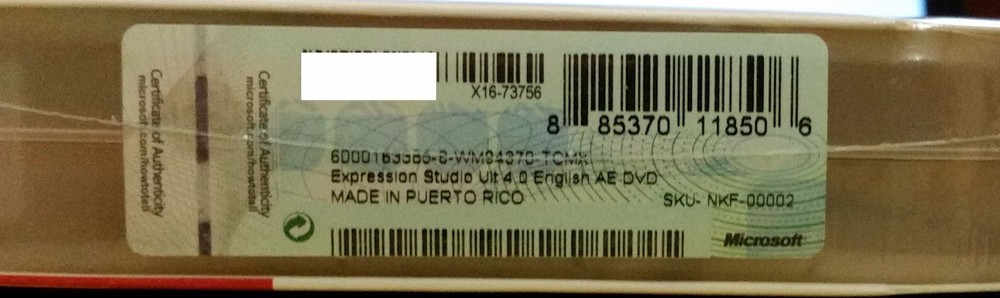 Certificate of Authenticity
microsoft.com/howtotell
Certificate of Authenticity
microsoft.com/howtotell
X16-73756
8 85370 11850 6
Expression Studio Ult 4.0 English AE DVD
MADE IN PUERTO RICO
SKU- NKF-00002
Microsoft